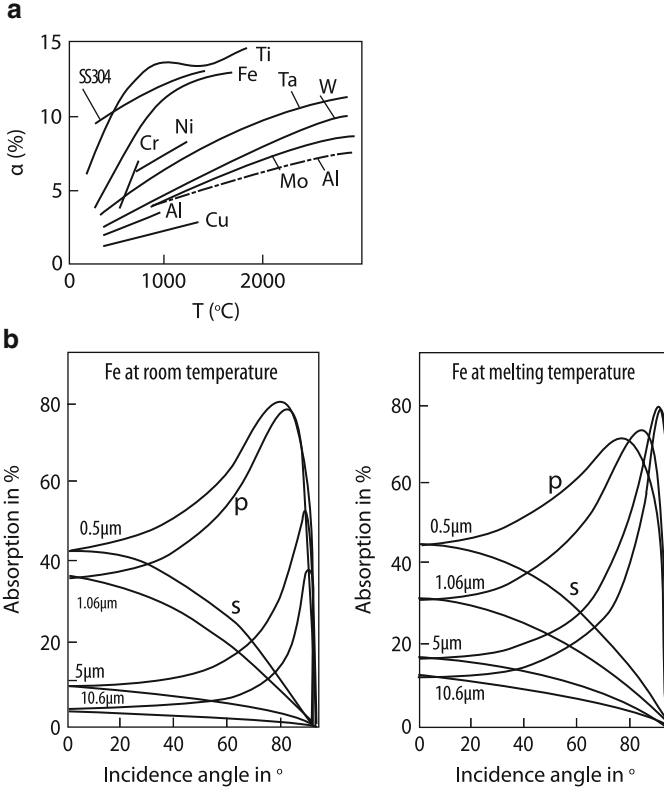 a
15
10
5
0
α (%)
SS304
Ti
Fe
Ta
W
Cr
Ni
Mo
Al
Al
Cu
0
1000
2000
T (°C)
b
Fe at room temperature
80
60
40
20
0
Absorption in %
0.5µm
1.06µm
5µm
10.6µm
p
s
0
20
40
60
80
Incidence angle in °
Fe at melting temperature
80
60
40
20
0
Absorption in %
0.5µm
1.06µm
5µm
10.6µm
p
s
0
20
40
60
80
Incidence angle in °